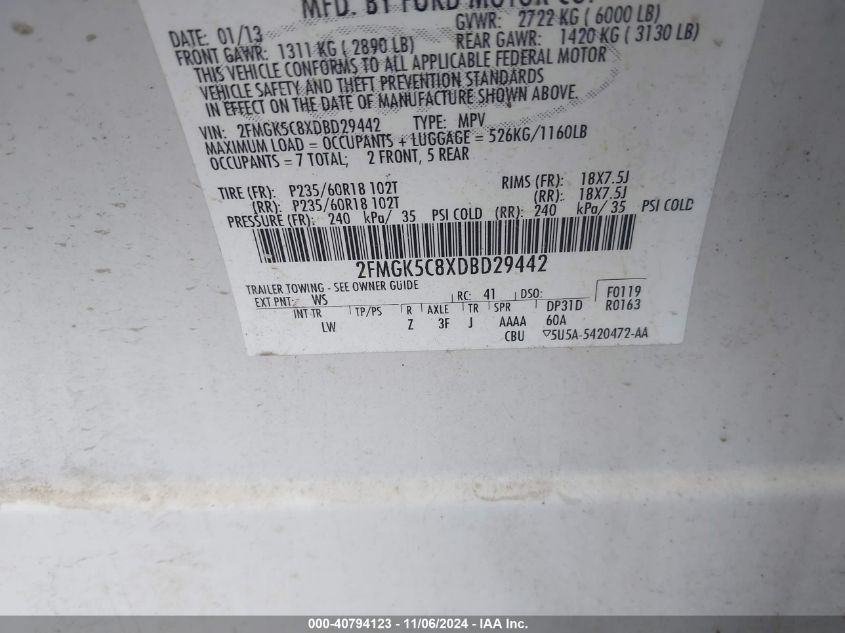 MFD. BY FORD MOTOR CO.
DATE: 01/13 GVWR: 2722 KG ( 6000 LB)
FRONT GAWR: 1311 KG ( 2890 LB) REAR GAWR: 1420 KG ( 3130 LB)
THIS VEHICLE CONFORMS TO ALL APPLICABLE FEDERAL MOTOR
VEHICLE SAFETY AND THEFT PREVENTION STANDARDS
IN EFFECT ON THE DATE OF MANUFACTURE SHOWN ABOVE.
VIN: 2FMGK5C8XDBD29442 TYPE: MPV
MAXIMUM LOAD = OCCUPANTS + LUGGAGE = 526KG/1160LB
OCCUPANTS = 7 TOTAL; 2 FRONT, 5 REAR
TIRE (FR): P235/60R18 102T RIMS (FR): 18X7.5J
(RR): P235/60R18 102T (RR): 18X7.5J
PRESSURE (FR): 240 kPa/ 35 PSI COLD (RR): 240 kPa/ 35 PSI COLD
2FMGK5C8XDBD29442
TRAILER TOWING - SEE OWNER GUIDE
EXT PNT: WS RC: 41 DSO: F0119
INT TR TP/PS R AXLE TR SPR DP31D R0163
LW Z 3F J AAAA 60A
CBU ▽5U5A-5420472-AA
000-40794123 - 11/06/2024 - IAA Inc.